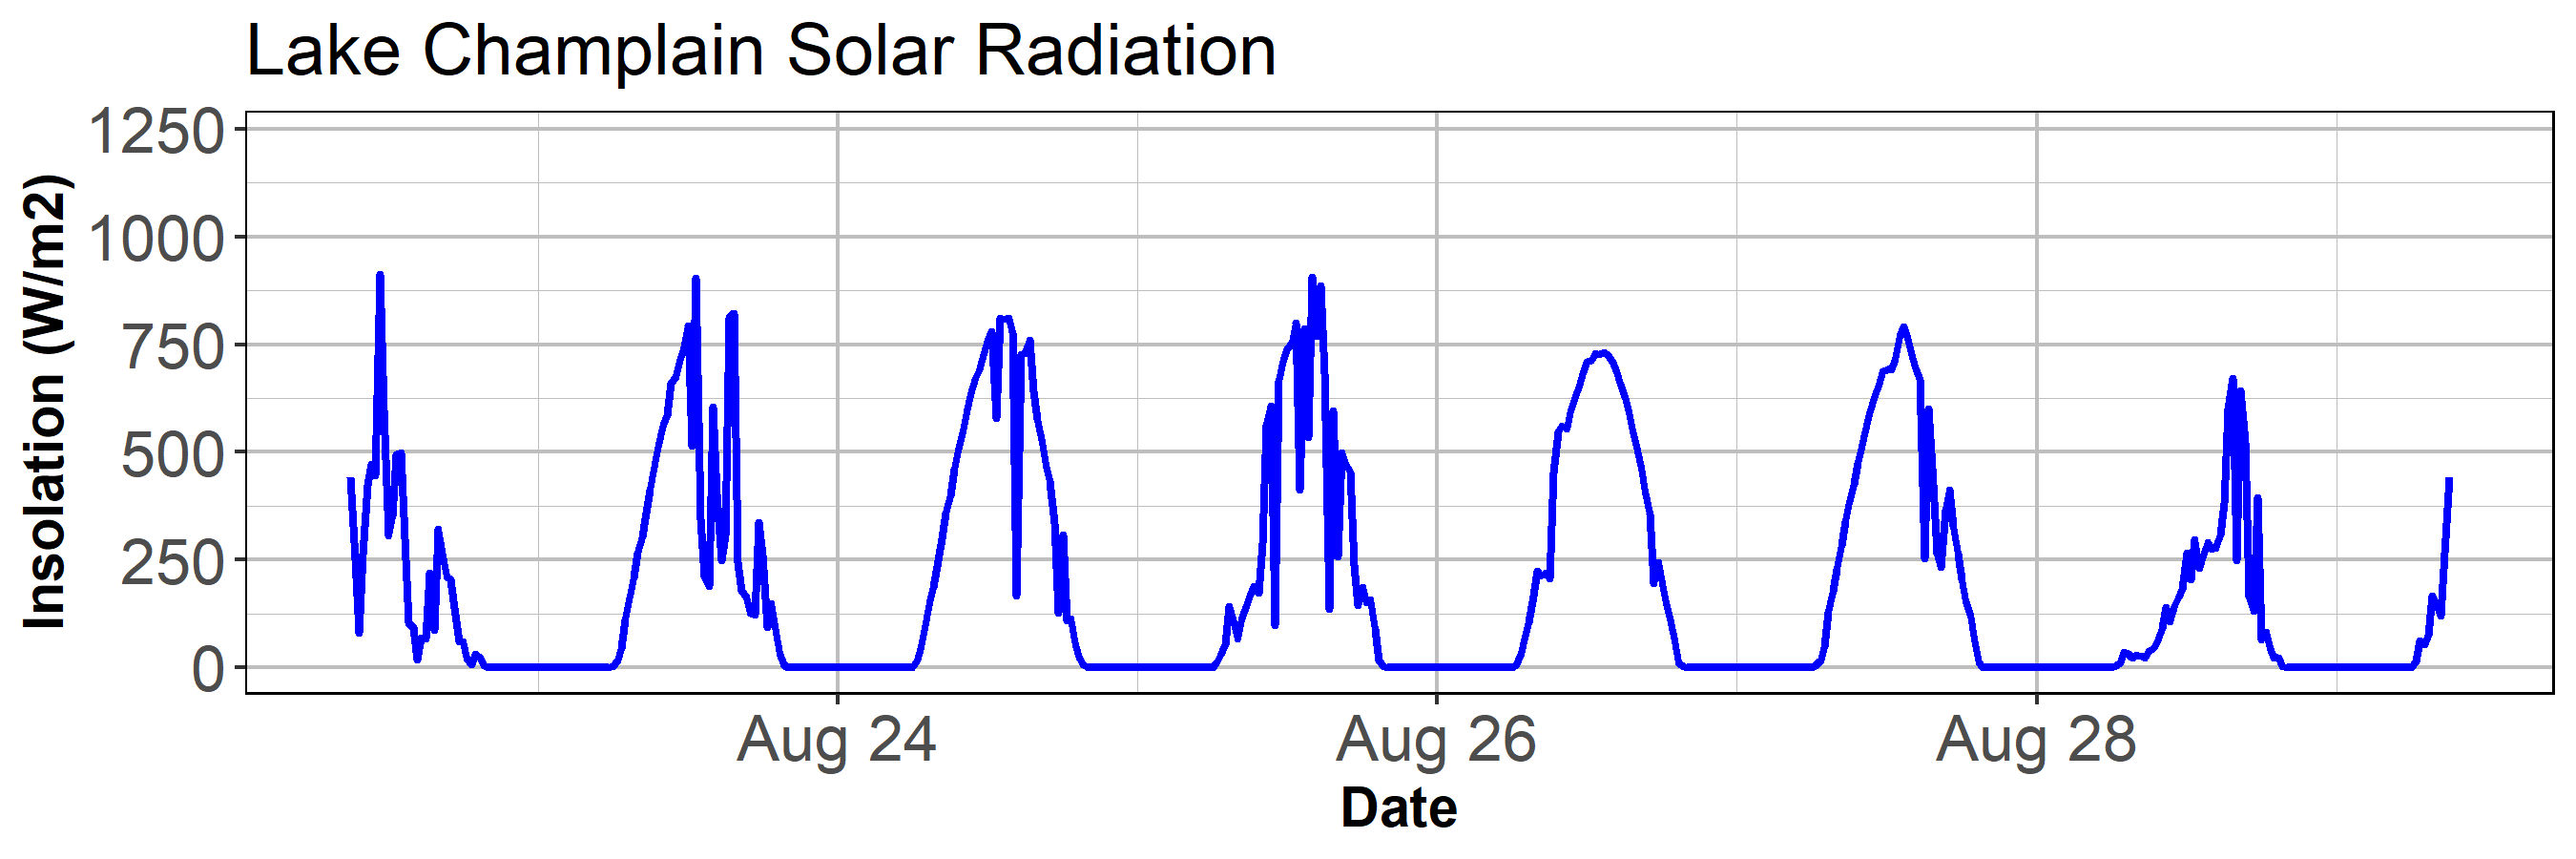 Lake Champlain Solar Radiation
Insolation (W/m2)
1250
1000
750
500
250
0
Aug 24 Aug 26 Aug 28
Date